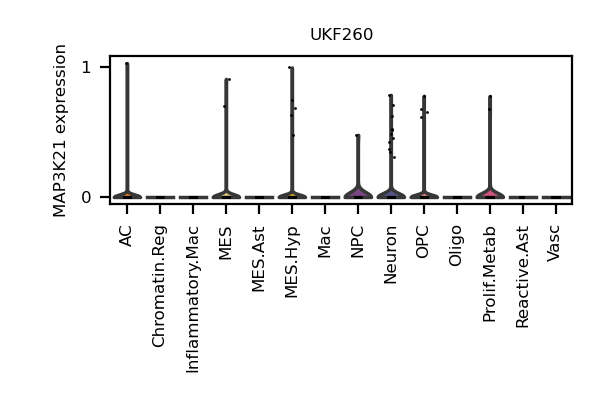 UKF260
MAP3K21 expression
1
0
AC
Chromatin.Reg
Inflammatory.Mac
MES
MES.Ast
MES.Hyp
Mac
NPC
Neuron
OPC
Oligo
Prolif.Metab
Reactive.Ast
Vasc